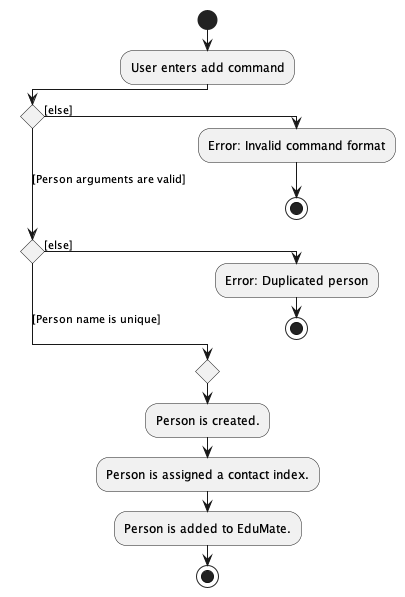 User enters add command
[else]
Error: Invalid command format
[Person arguments are valid]
[else]
Error: Duplicated person
[Person name is unique]
Person is created.
Person is assigned a contact index.
Person is added to EduMate.